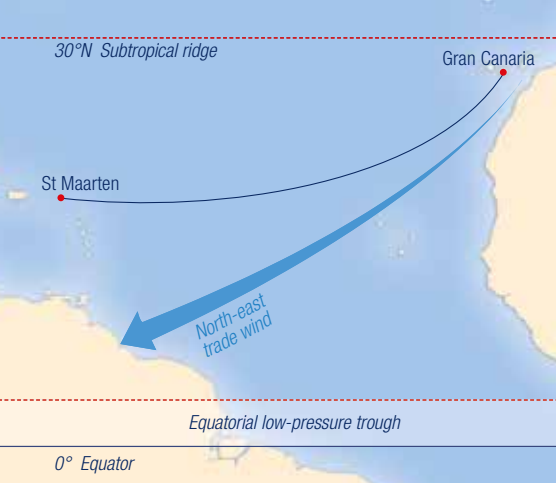 30°N Subtropical ridge
Gran Canaria
St Maarten
North-east
trade wind
Equatorial low-pressure trough
0° Equator